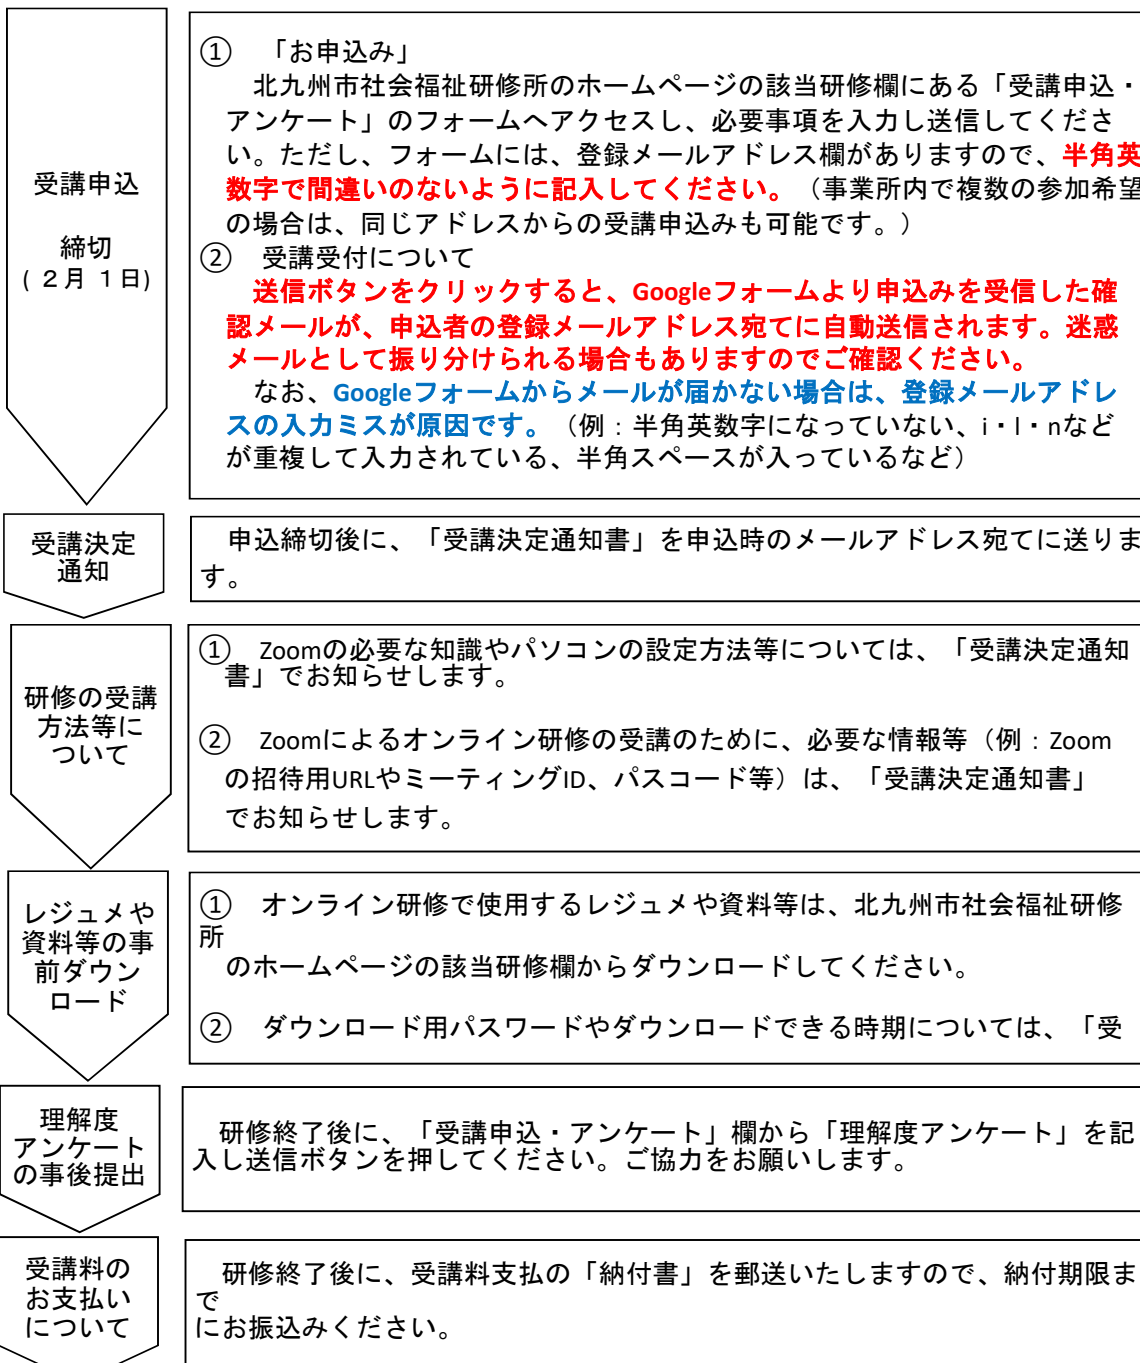 受講申込
締切
( ２月 １日)
① 「お申込み」
北九州市社会福祉研修所のホームページの該当研修欄にある「受講申込・
アンケート」のフォームへアクセスし、必要事項を入力し送信してくださ
い。ただし、フォームには、登録メールアドレス欄がありますので、半角英
数字で間違いのないように記入してください。（事業所内で複数の参加希望
の場合は、同じアドレスからの受講申込みも可能です。）
② 受講受付について
送信ボタンをクリックすると、Googleフォームより申込みを受信した確
認メールが、申込者の登録メールアドレス宛てに自動送信されます。迷惑
メールとして振り分けられる場合もありますのでご確認ください。
なお、Googleフォームからメールが届かない場合は、登録メールアドレ
スの入力ミスが原因です。（例：半角英数字になっていない、i・l・nなど
が重複して入力されている、半角スペースが入っているなど）
受講決定
通知
申込締切後に、「受講決定通知書」を申込時のメールアドレス宛てに送りま
す。
研修の受講
方法等に
ついて
① Zoomの必要な知識やパソコンの設定方法等については、「受講決定通知
書」でお知らせします。
② Zoomによるオンライン研修の受講のために、必要な情報等（例：Zoom
の招待用URLやミーティングID、パスコード等）は、「受講決定通知書」
でお知らせします。
レジュメや
資料等の事
前ダウン
ロード
① オンライン研修で使用するレジュメや資料等は、北九州市社会福祉研修
所
のホームページの該当研修欄からダウンロードしてください。
② ダウンロード用パスワードやダウンロードできる時期については、「受
理解度
アンケート
の事後提出
研修終了後に、「受講申込・アンケート」欄から「理解度アンケート」を記
入し送信ボタンを押してください。ご協力をお願いします。
受講料の
お支払い
について
研修終了後に、受講料支払の「納付書」を郵送いたしますので、納付期限ま
で
にお振込みください。